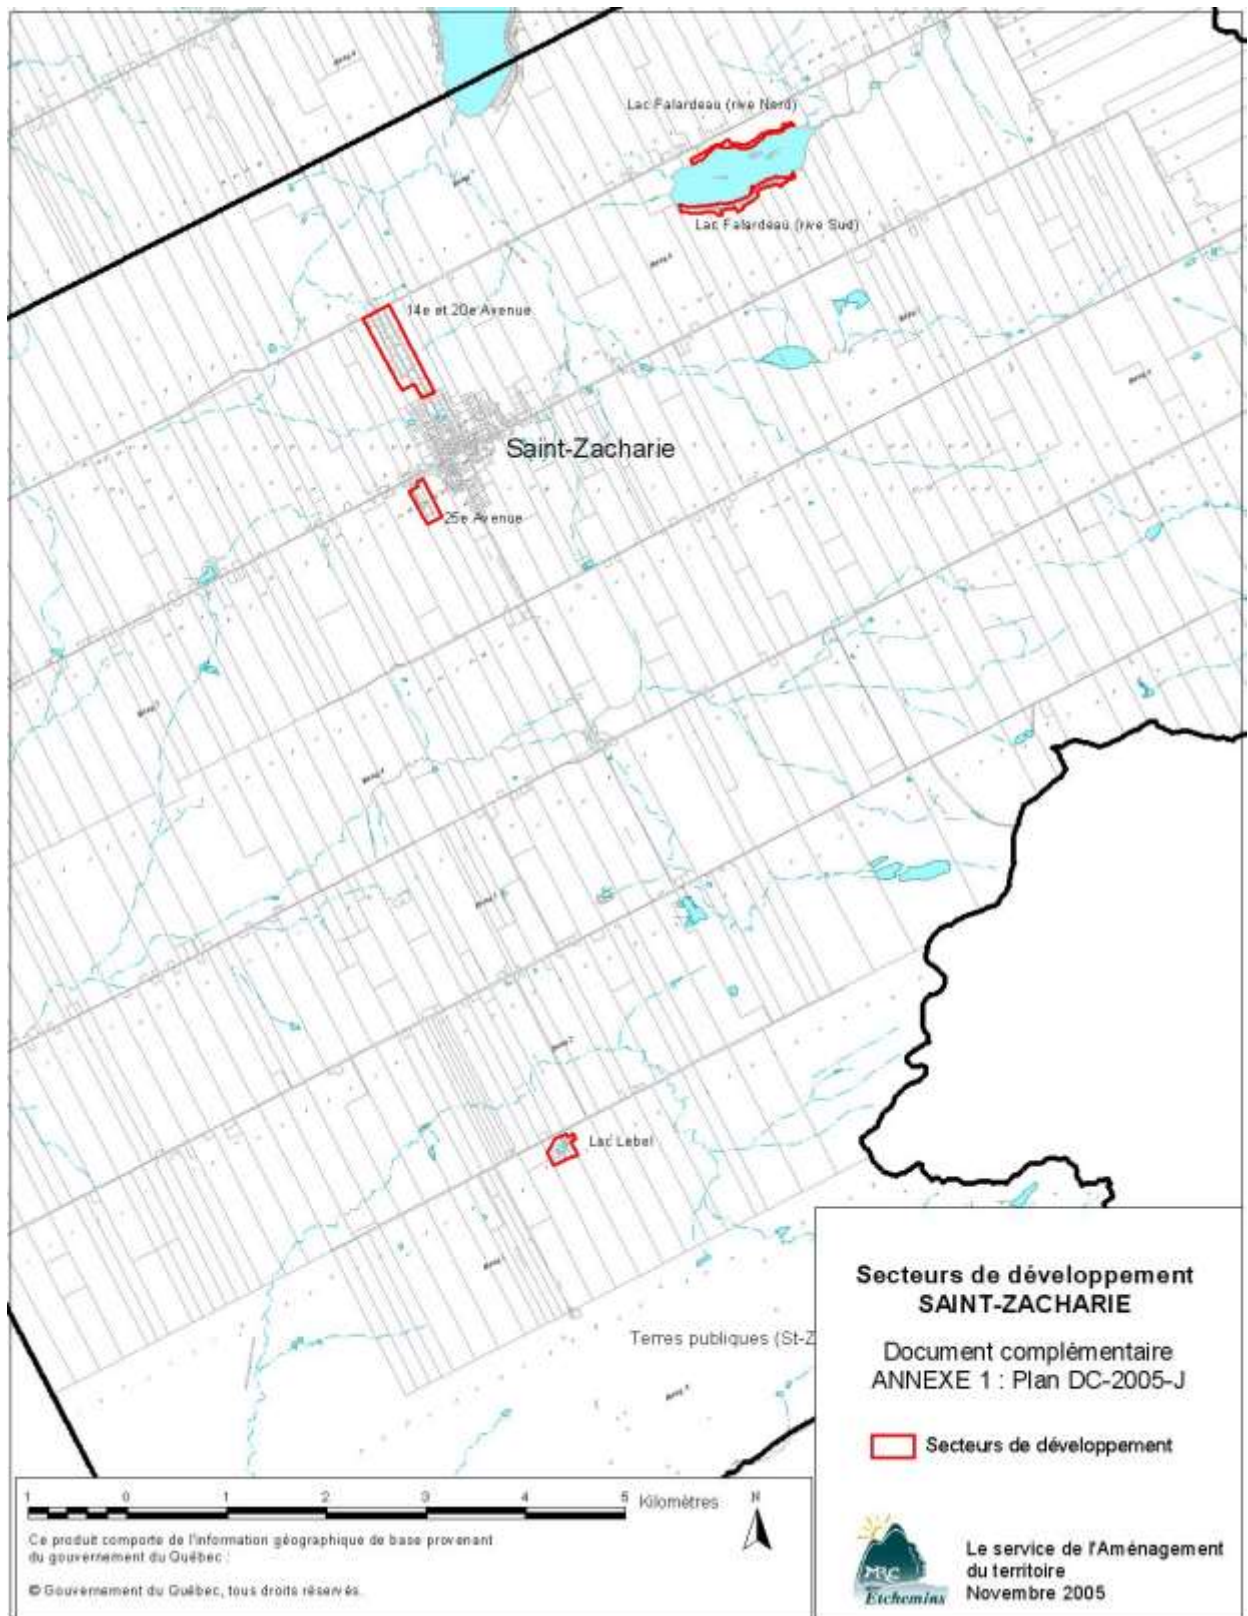 Lac Falardeau (rive Nord)
Lac Falardeau (rive Sud)
14e et 20e Avenue
Saint-Zacharie
25e Avenue
Lac Lebel
Terres publiques (St-Z
Secteurs de développement
SAINT-ZACHARIE
Document complémentaire
ANNEXE 1 : Plan DC-2005-J
Secteurs de développement
1 0 1 2 3 4 5 Kilomètres
N
Ce produit comporte de l'information géographique de base provenant
du gouvernement du Québec :
© Gouvernement du Québec, tous droits réservés.
MRC
Etchemins
Le service de l'Aménagement
du territoire
Novembre 2005